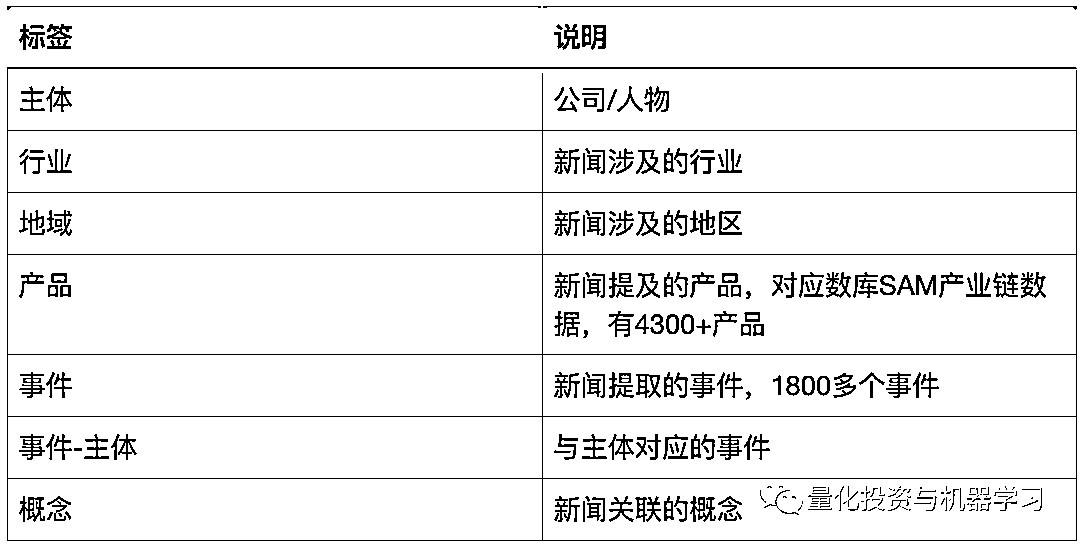 标签 说明
主体 公司/人物
行业 新闻涉及的行业
地域 新闻涉及的地区
产品 新闻提及的产品，对应数库SAM产业链数
据，有4300+产品
事件 新闻提取的事件，1800多个事件
事件-主体 与主体对应的事件
概念 新闻关联的概念
量化投资与机器学习